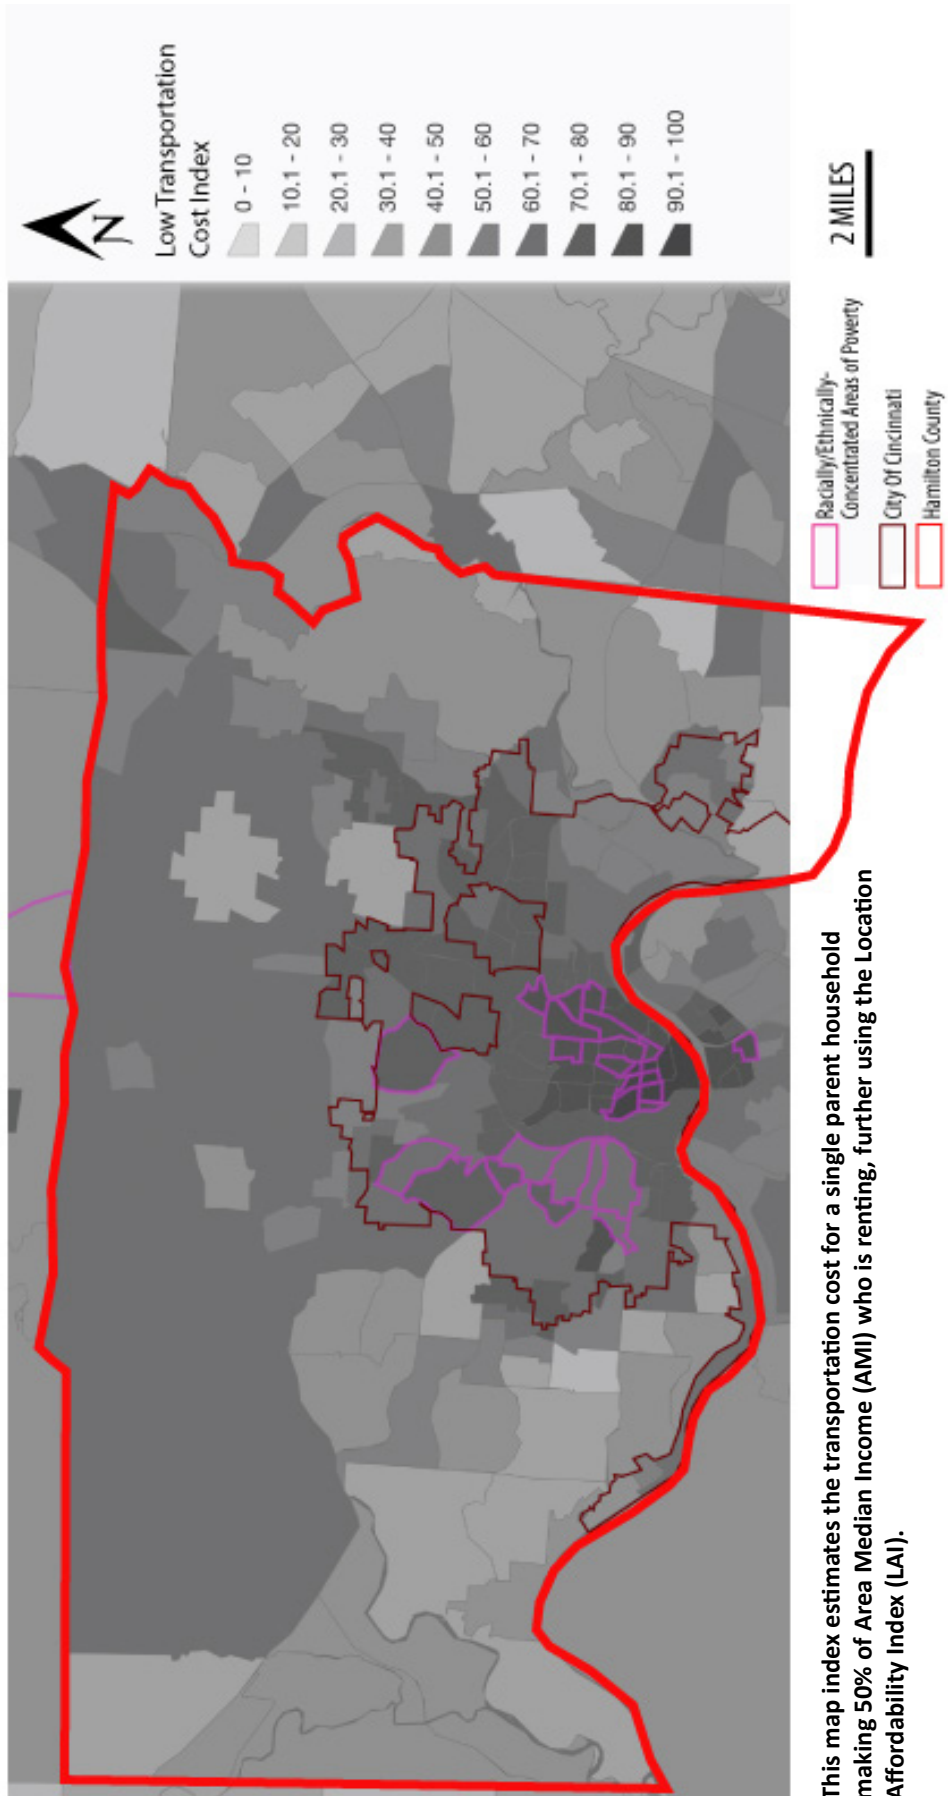 N
Low Transportation
Cost Index
0 - 10
10.1 - 20
20.1 - 30
30.1 - 40
40.1 - 50
50.1 - 60
60.1 - 70
70.1 - 80
80.1 - 90
90.1 - 100
2 MILES
Racially/Ethnically-
Concentrated Areas of Poverty
City Of Cincinnati
Hamilton County
This map index estimates the transportation cost for a single parent household
making 50% of Area Median Income (AMI) who is renting, further using the Location
Affordability Index (LAI).